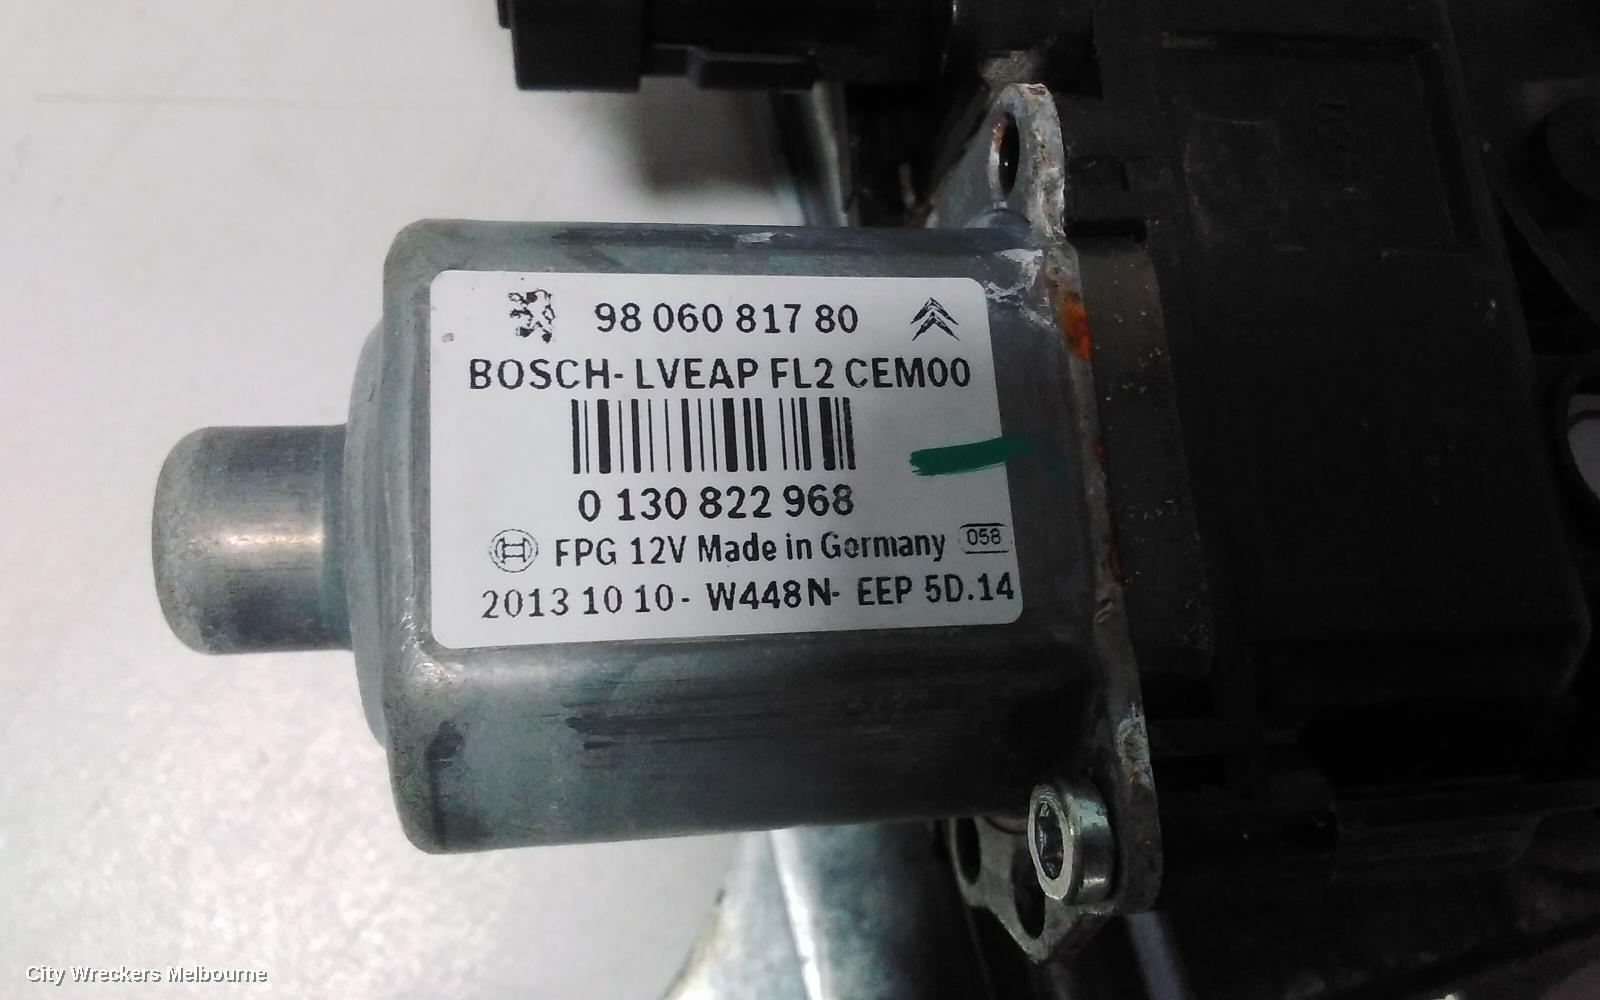 98 060 817 80
BOSCH- LVEAP FL2 CEM00
0 130 822 968
FPG 12V Made in Germany 058
2013 10 10- W448N- EEP 5D.14
City Wreckers Melbourne